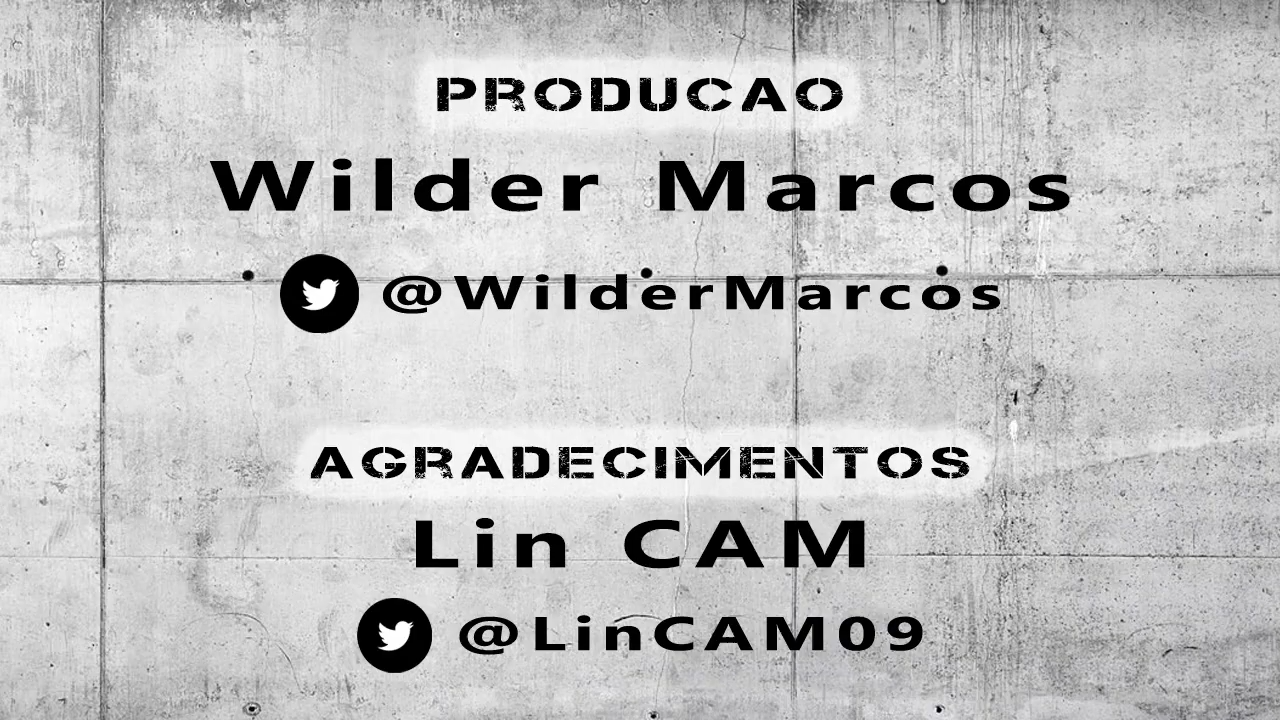 PRODUCAO
Wilder Marcos
@WilderMarcos
AGRADECIMENTOS
Lin CAM
@LinCAM09